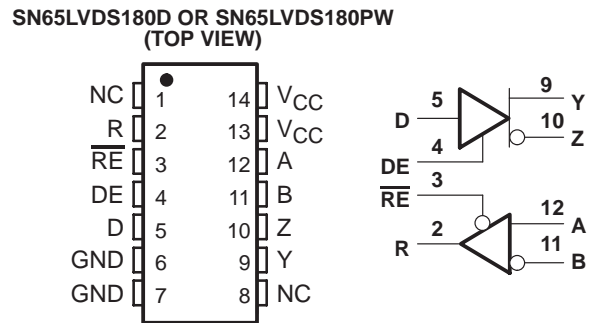 SN65LVDS180D OR SN65LVDS180PW
(TOP VIEW)
NC 1 14 VCC
R 2 13 VCC
RE 3 12 A
DE 4 11 B
D 5 10 Z
GND 6 9 Y
GND 7 8 NC
D 5 9 Y
10 Z
DE 4
RE 3
R 2 12 A
11 B